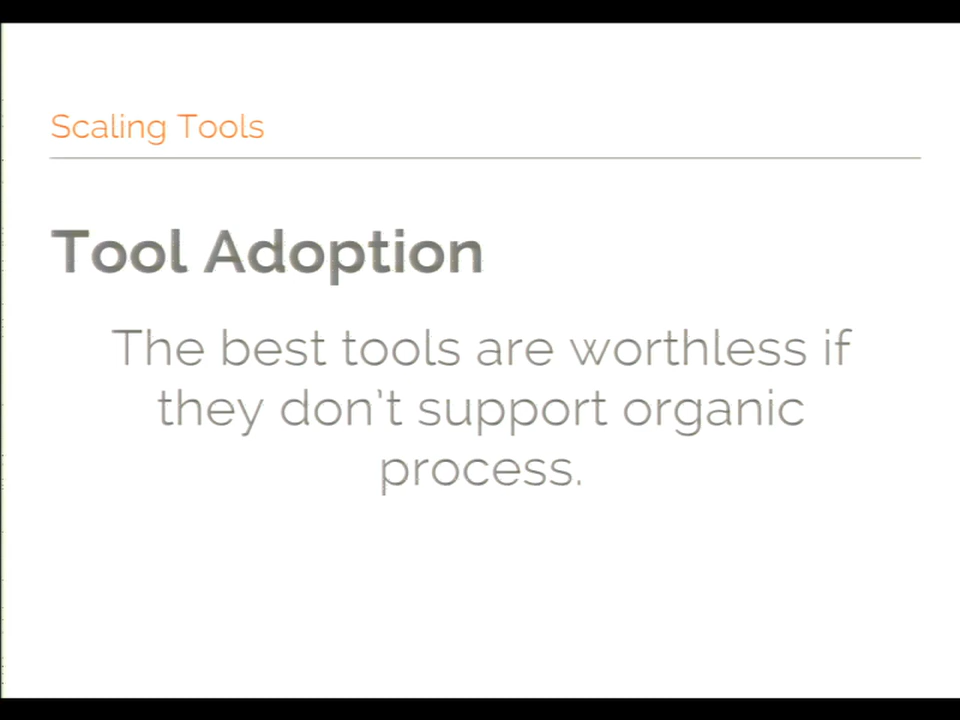 Scaling Tools
Tool Adoption
The best tools are worthless if
they don't support organic
process.